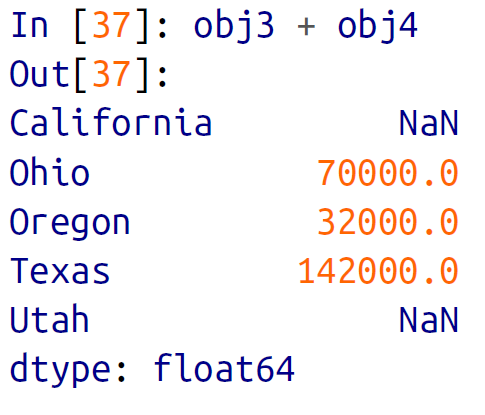 In [37]: obj3 + obj4
Out[37]:
California         NaN
Ohio           70000.0
Oregon         32000.0
Texas         142000.0
Utah               NaN
dtype: float64